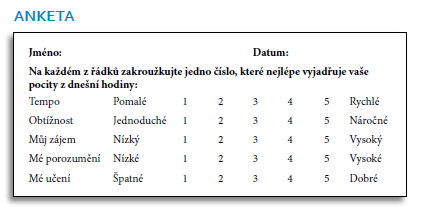 ANKETA
Jméno: Datum:
Na každém z řádků zakroužkujte jedno číslo, které nejlépe vyjadřuje vaše
pocity z dnešní hodiny:
Tempo Pomalé 1 2 3 4 5 Rychlé
Obtížnost Jednoduché 1 2 3 4 5 Náročné
Můj zájem Nízký 1 2 3 4 5 Vysoký
Mé porozumění Nízké 1 2 3 4 5 Vysoké
Mé učení Špatné 1 2 3 4 5 Dobré